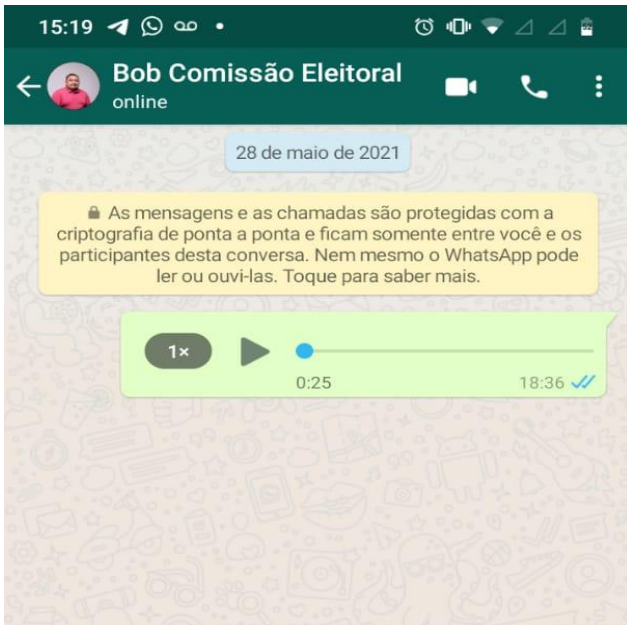 15:19
Bob Comissão Eleitoral
online
28 de maio de 2021
As mensagens e as chamadas são protegidas com a
criptografia de ponta a ponta e ficam somente entre você e os
participantes desta conversa. Nem mesmo o WhatsApp pode
ler ou ouvi-las. Toque para saber mais.
1×
0:25 18:36